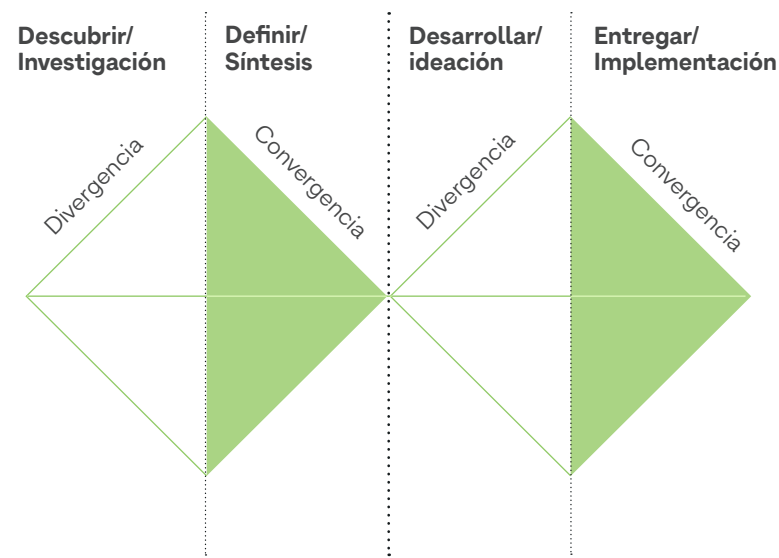 Descubrir/
Investigación
Definir/
Síntesis
Desarrollar/
ideación
Entregar/
Implementación
Divergencia
Convergencia
Divergencia
Convergencia